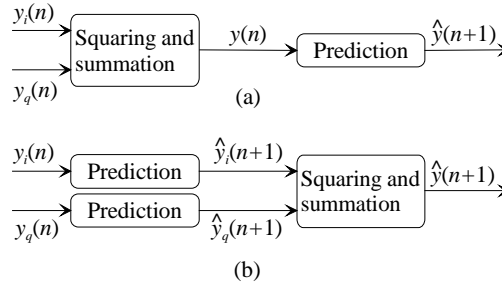 y_i(n)
Squaring and
summation
y(n)
Prediction
ŷ(n+1)
y_q(n)
(a)
y_i(n)
Prediction
ŷ_i(n+1)
Squaring and
summation
ŷ(n+1)
Prediction
y_q(n)
ŷ_q(n+1)
(b)